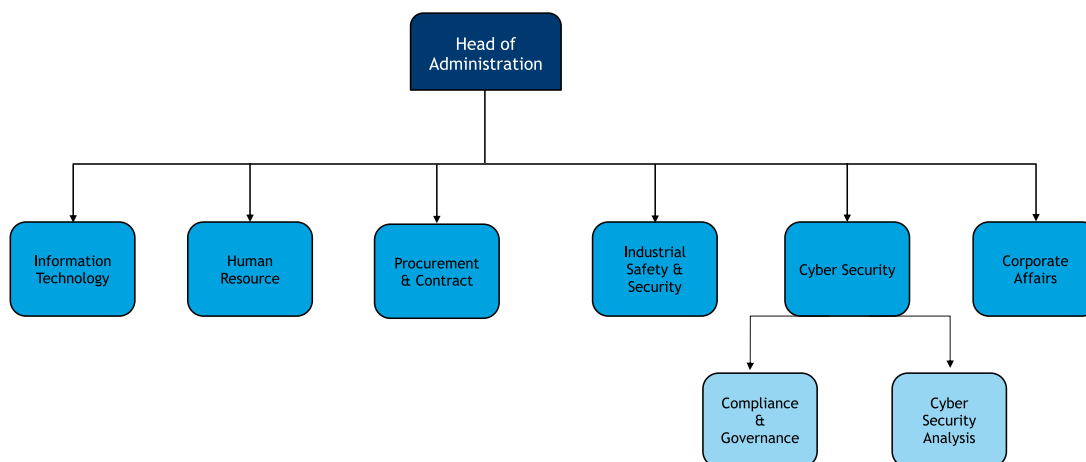 Head of
Administration
Information
Technology
Human
Resource
Procurement
& Contract
Industrial
Safety &
Security
Cyber Security
Corporate
Affairs
Compliance
&
Governance
Cyber
Security
Analysis